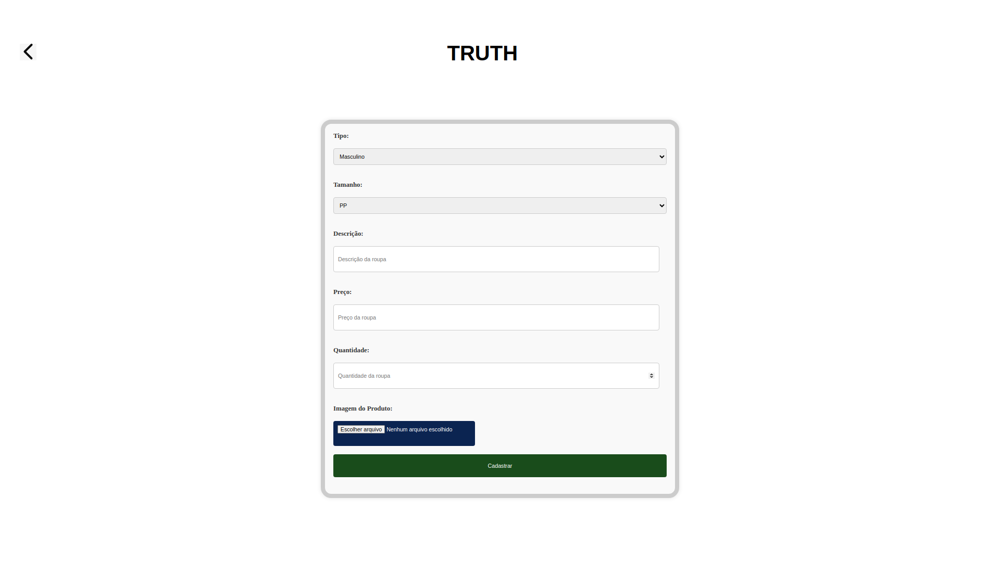 TRUTH
Tipo:
Masculino
Tamanho:
PP
Descrição:
Descrição da roupa
Preço:
Preço da roupa
Quantidade:
Quantidade da roupa
Imagem do Produto:
Escolher arquivo Nenhum arquivo escolhido
Cadastrar